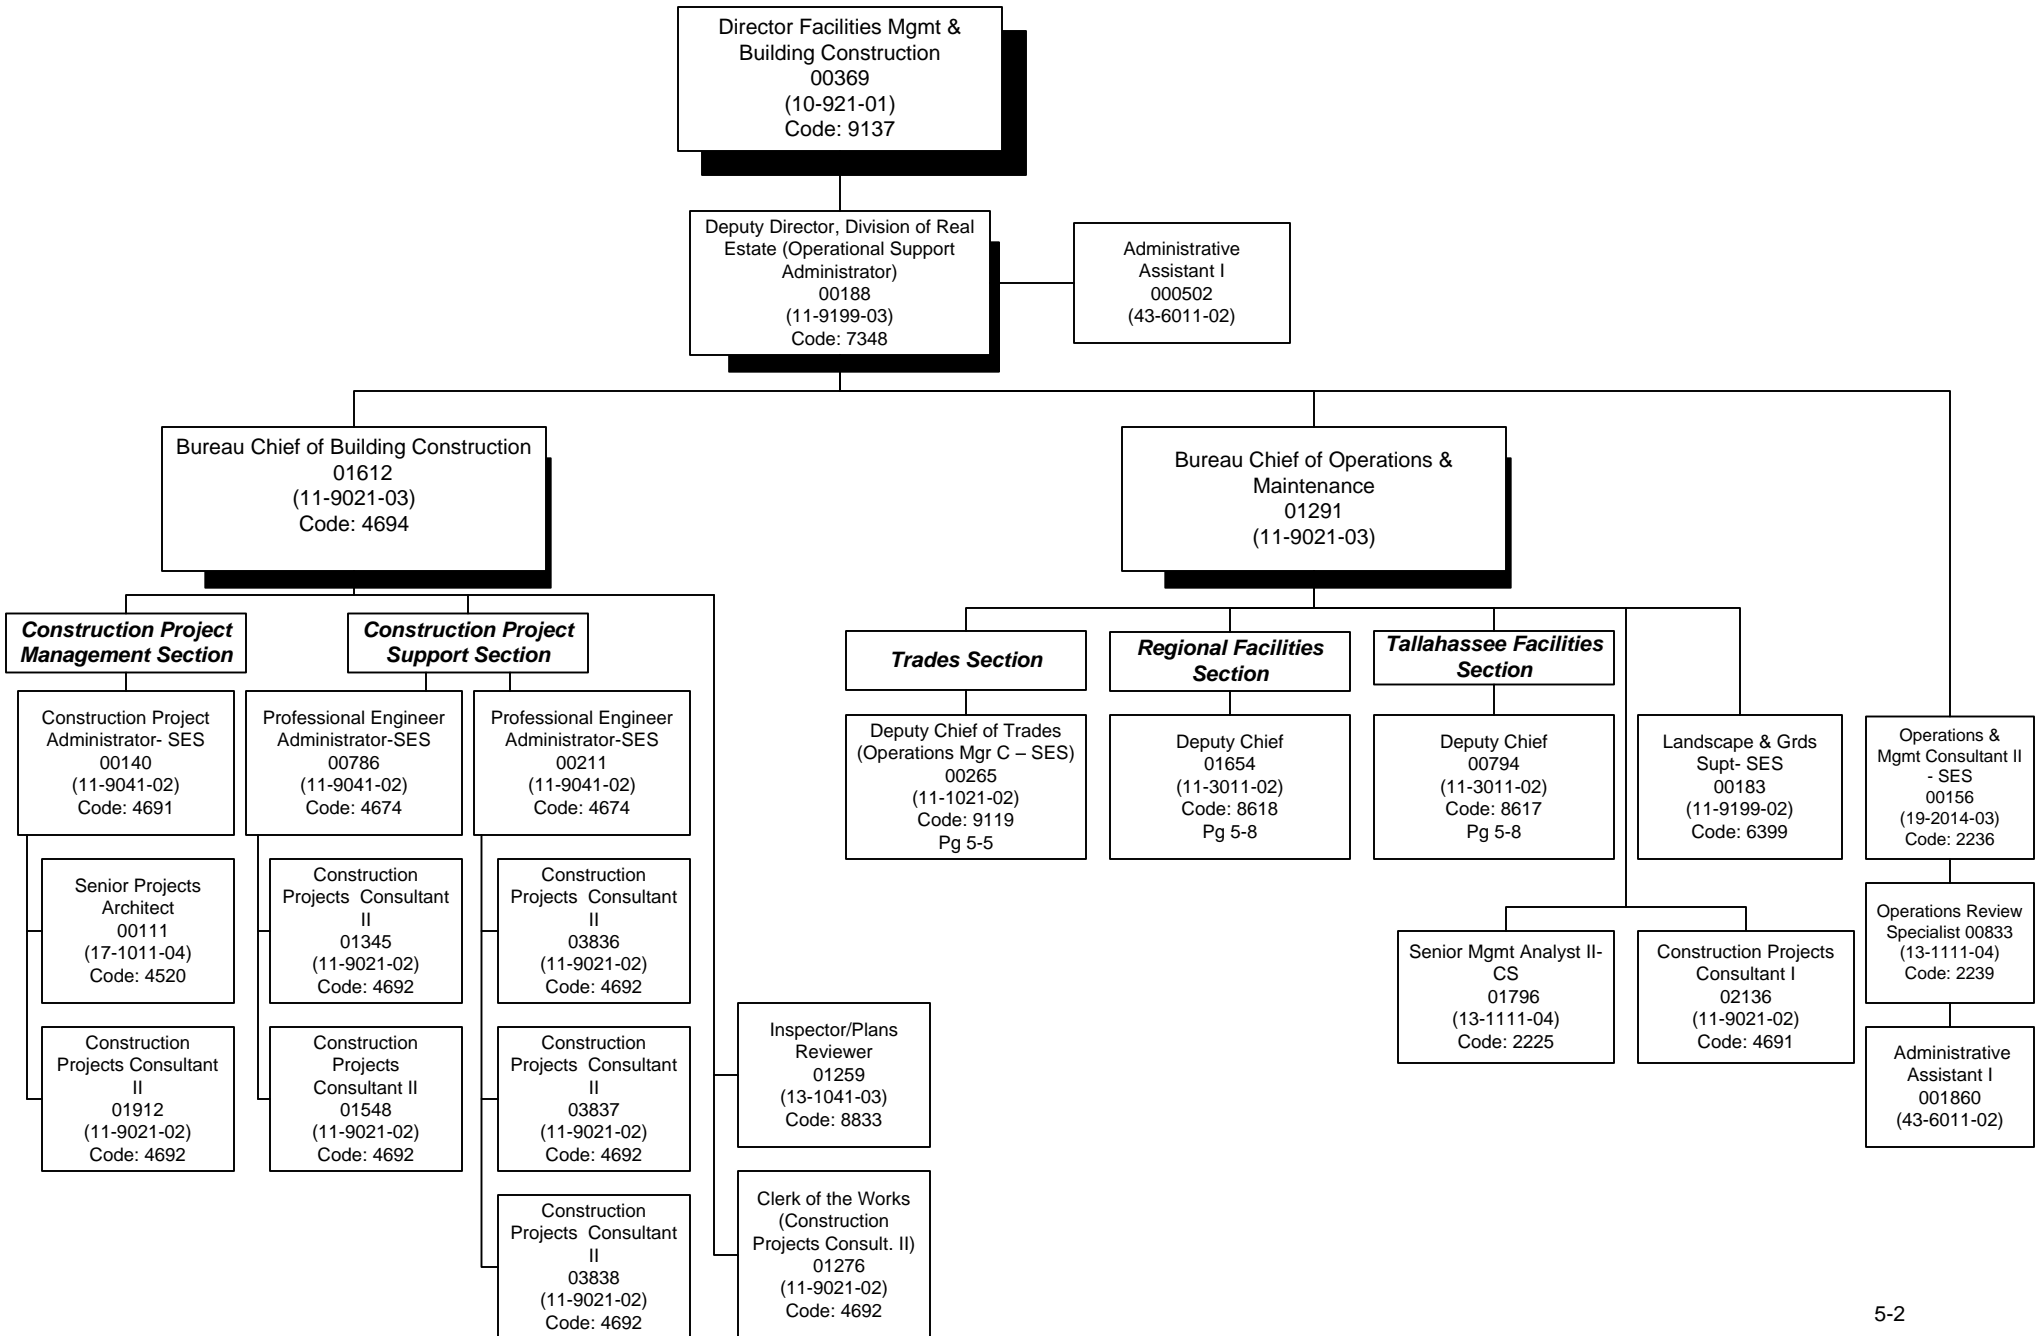 Director Facilities Mgmt &
Building Construction
00369
(10-921-01)
Code: 9137
Deputy Director, Division of Real
Estate (Operational Support
Administrator)
00188
(11-9199-03)
Code: 7348
Administrative
Assistant I
000502
(43-6011-02)
Bureau Chief of Building Construction
01612
(11-9021-03)
Code: 4694
Bureau Chief of Operations &
Maintenance
01291
(11-9021-03)
Construction Project
Management Section
Construction Project
Support Section
Trades Section
Regional Facilities
Section
Tallahassee Facilities
Section
Construction Project
Administrator- SES
00140
(11-9041-02)
Code: 4691
Professional Engineer
Administrator-SES
00786
(11-9041-02)
Code: 4674
Professional Engineer
Administrator-SES
00211
(11-9041-02)
Code: 4674
Deputy Chief of Trades
(Operations Mgr C – SES)
00265
(11-1021-02)
Code: 9119
Pg 5-5
Deputy Chief
01654
(11-3011-02)
Code: 8618
Pg 5-8
Deputy Chief
00794
(11-3011-02)
Code: 8617
Pg 5-8
Landscape & Grds
Supt- SES
00183
(11-9199-02)
Code: 6399
Operations &
Mgmt Consultant II
- SES
00156
(19-2014-03)
Code: 2236
Senior Projects
Architect
00111
(17-1011-04)
Code: 4520
Construction
Projects  Consultant
II
01345
(11-9021-02)
Code: 4692
Construction
Projects  Consultant
II
03836
(11-9021-02)
Code: 4692
Senior Mgmt Analyst II-
CS
01796
(13-1111-04)
Code: 2225
Construction Projects
Consultant I
02136
(11-9021-02)
Code: 4691
Operations Review
Specialist 00833
(13-1111-04)
Code: 2239
Construction
Projects Consultant
II
01912
(11-9021-02)
Code: 4692
Construction
Projects
Consultant II
01548
(11-9021-02)
Code: 4692
Construction
Projects  Consultant
II
03837
(11-9021-02)
Code: 4692
Inspector/Plans
Reviewer
01259
(13-1041-03)
Code: 8833
Administrative
Assistant I
001860
(43-6011-02)
Construction
Projects  Consultant
II
03838
(11-9021-02)
Code: 4692
Clerk of the Works
(Construction
Projects Consult. II)
01276
(11-9021-02)
Code: 4692
5-2